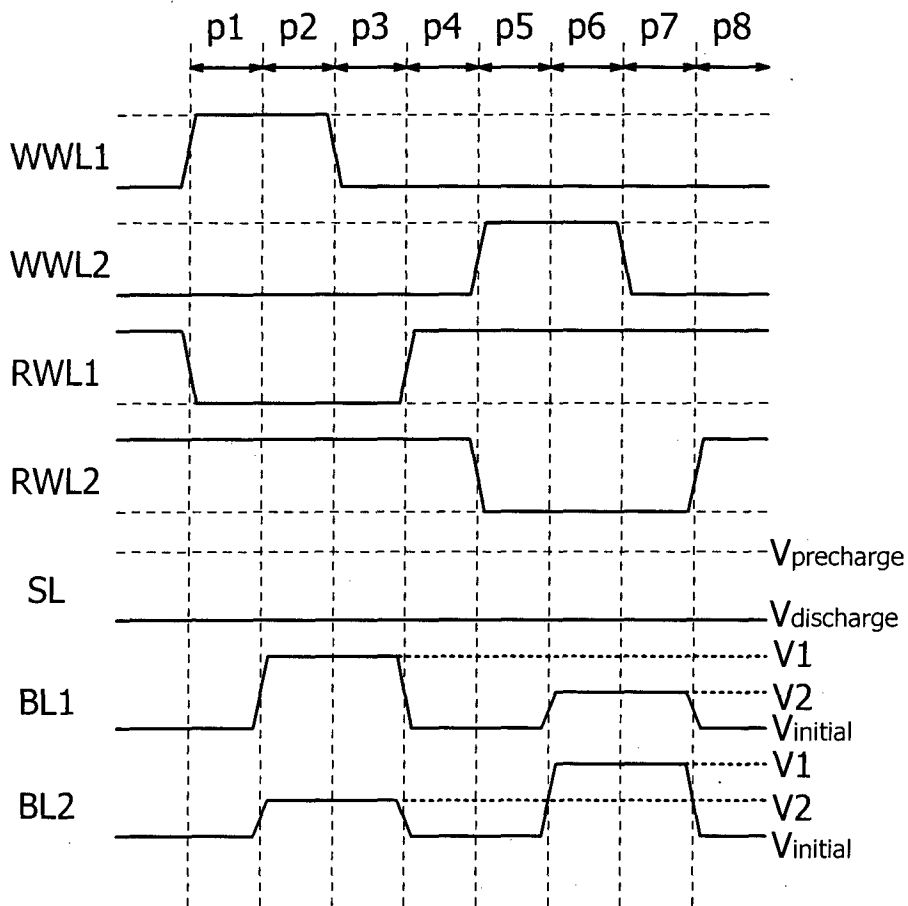 p1 p2 p3 p4 p5 p6 p7 p8
WWL1
WWL2
RWL1
RWL2
Vprecharge
SL
Vdischarge
V1
BL1
V2
Vinitial
V1
BL2
V2
Vinitial